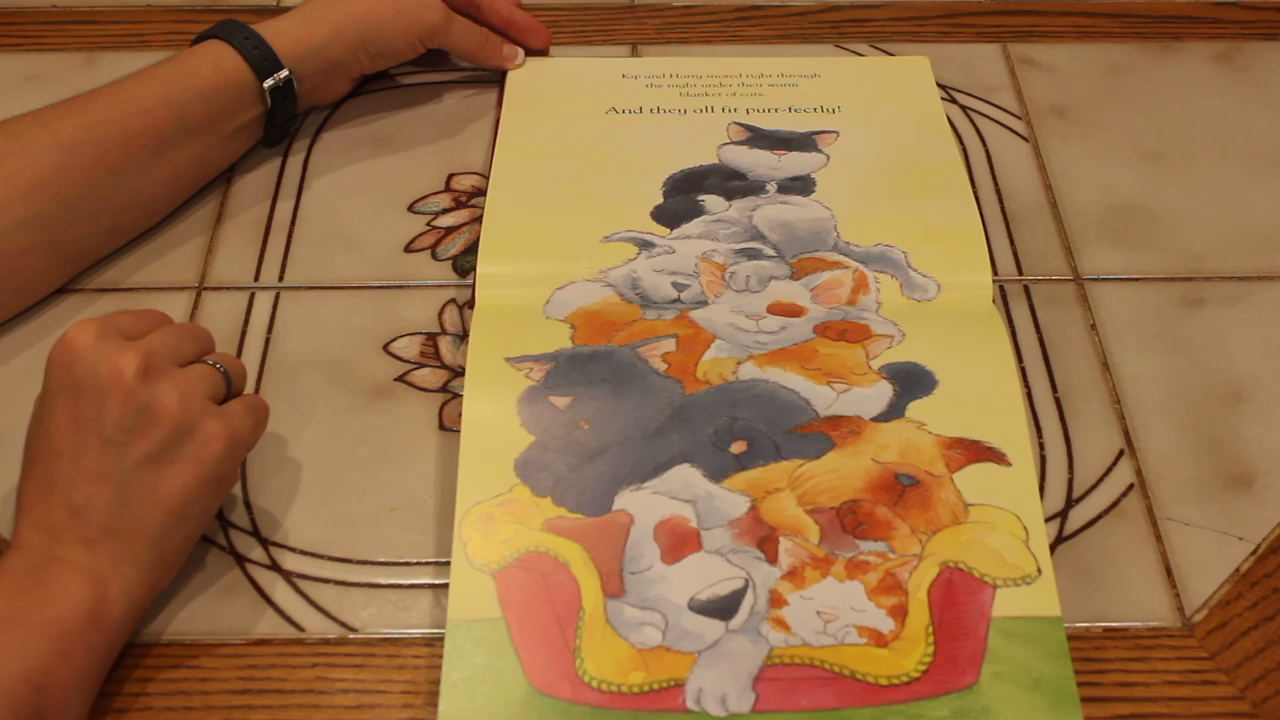 Kip and Harry snored right through
the night under their warm
blanket of cats.
And they all fit purr-fectly!